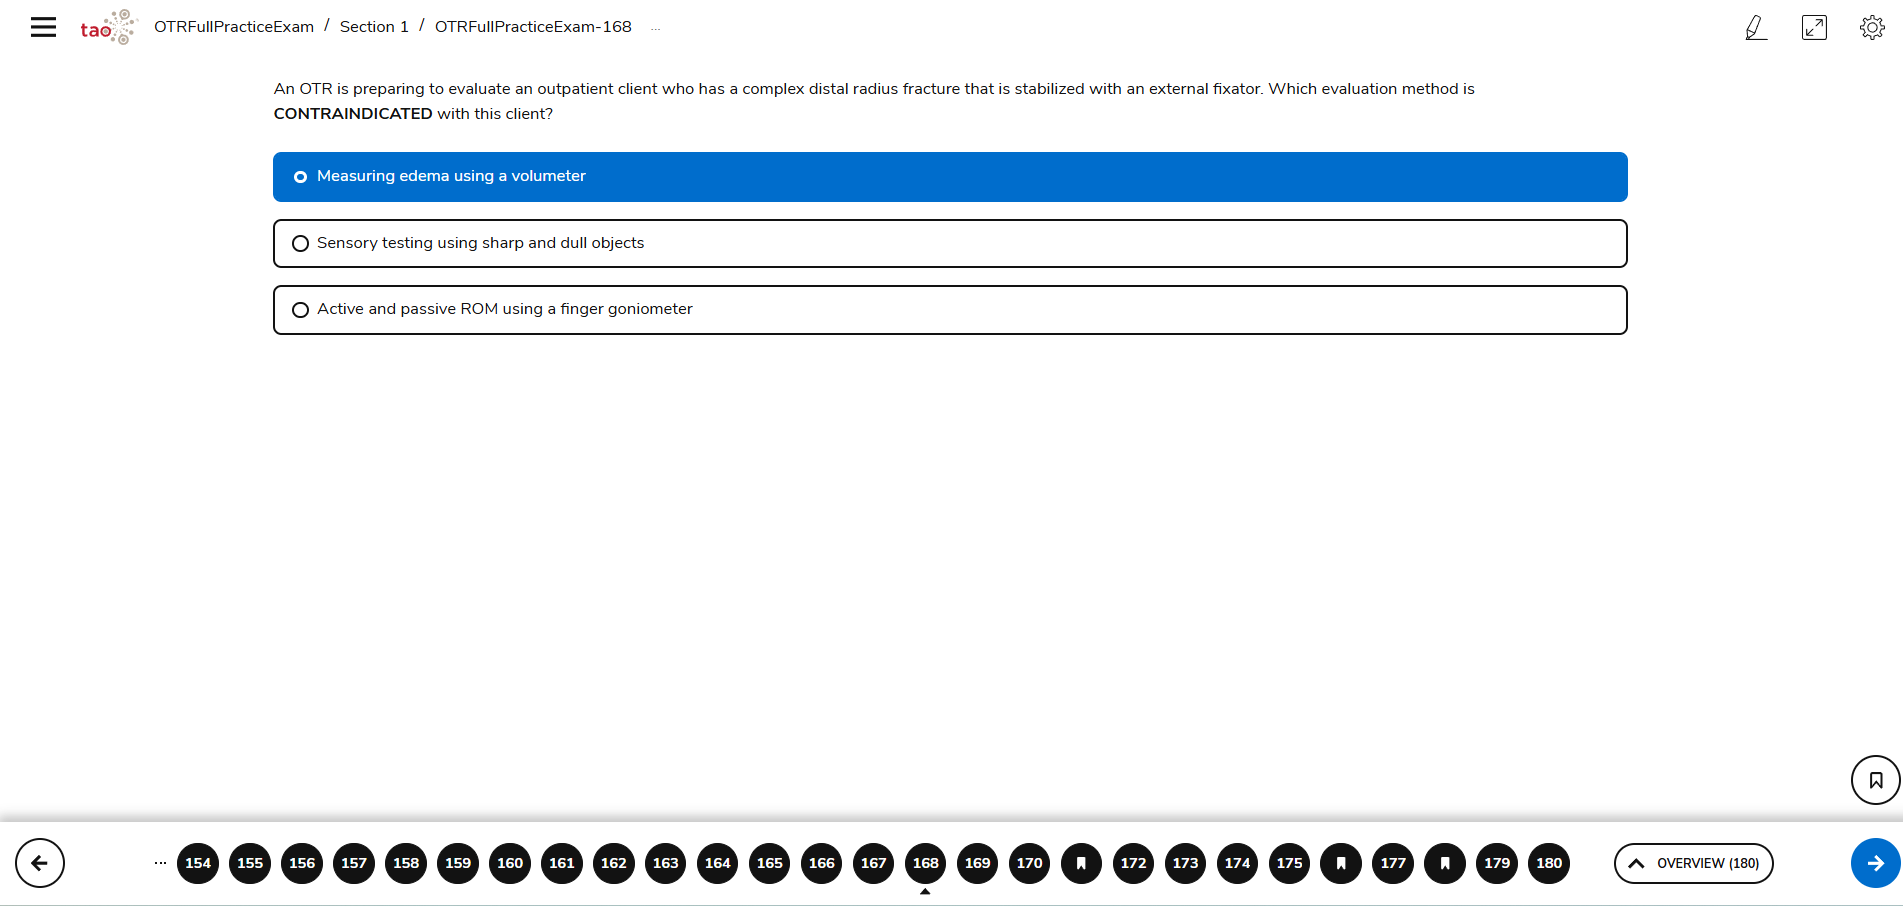 tao OTRFullPracticeExam / Section 1 / OTRFullPracticeExam-168 ...
An OTR is preparing to evaluate an outpatient client who has a complex distal radius fracture that is stabilized with an external fixator. Which evaluation method is
CONTRAINDICATED with this client?
Measuring edema using a volumeter
Sensory testing using sharp and dull objects
Active and passive ROM using a finger goniometer
... 154 155 156 157 158 159 160 161 162 163 164 165 166 167 168 169 170 172 173 174 175 177 179 180 OVERVIEW (180)